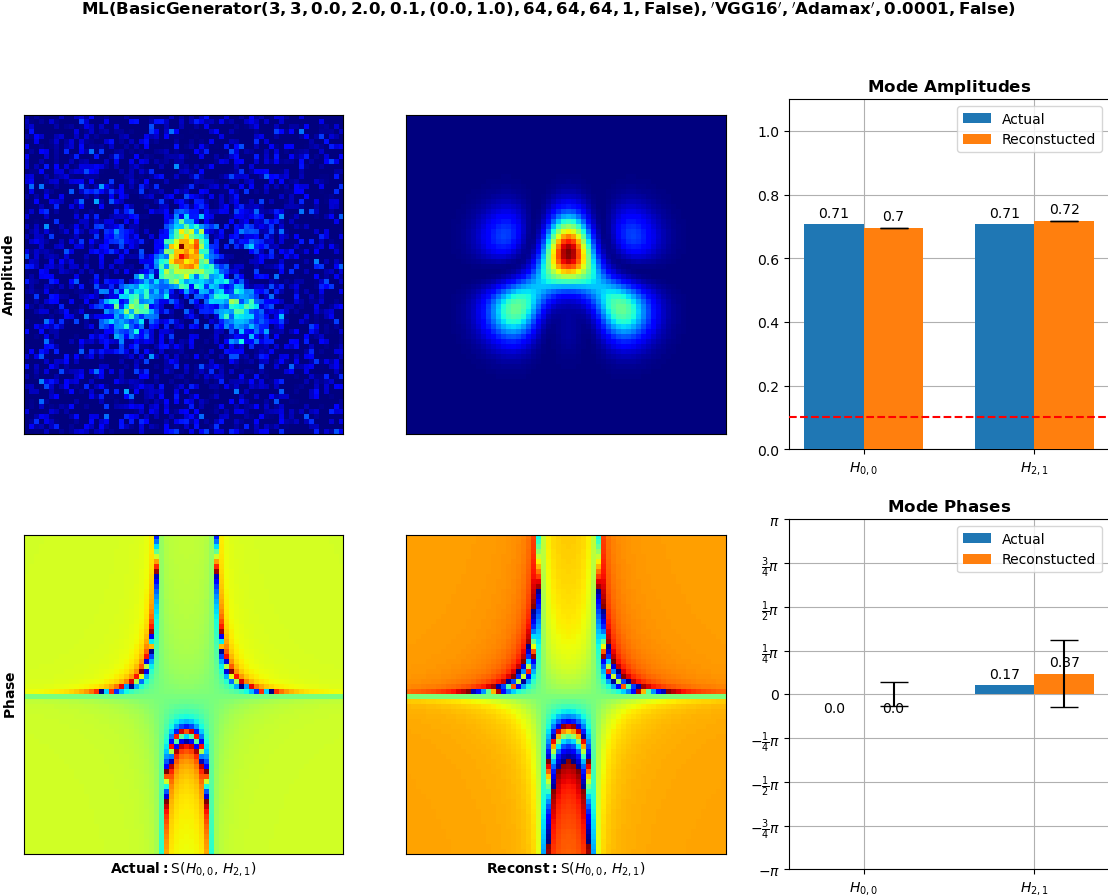 ML(BasicGenerator(3, 3, 0.0, 2.0, 0.1, (0.0, 1.0), 64, 64, 64, 1, False), 'VGG16', 'Adamax', 0.0001, False)
Amplitude
Mode Amplitudes
Actual
Reconstucted
1.0
0.8
0.6
0.4
0.2
0.0
0.71
0.7
0.71
0.72
H0,0
H2,1
Phase
Actual: S(H0,0, H2,1)
Reconst: S(H0,0, H2,1)
Mode Phases
Actual
Reconstucted
π
3/4π
1/2π
1/4π
0
−1/4π
−1/2π
−3/4π
−π
0.0
0.0
0.17
0.37
H0,0
H2,1